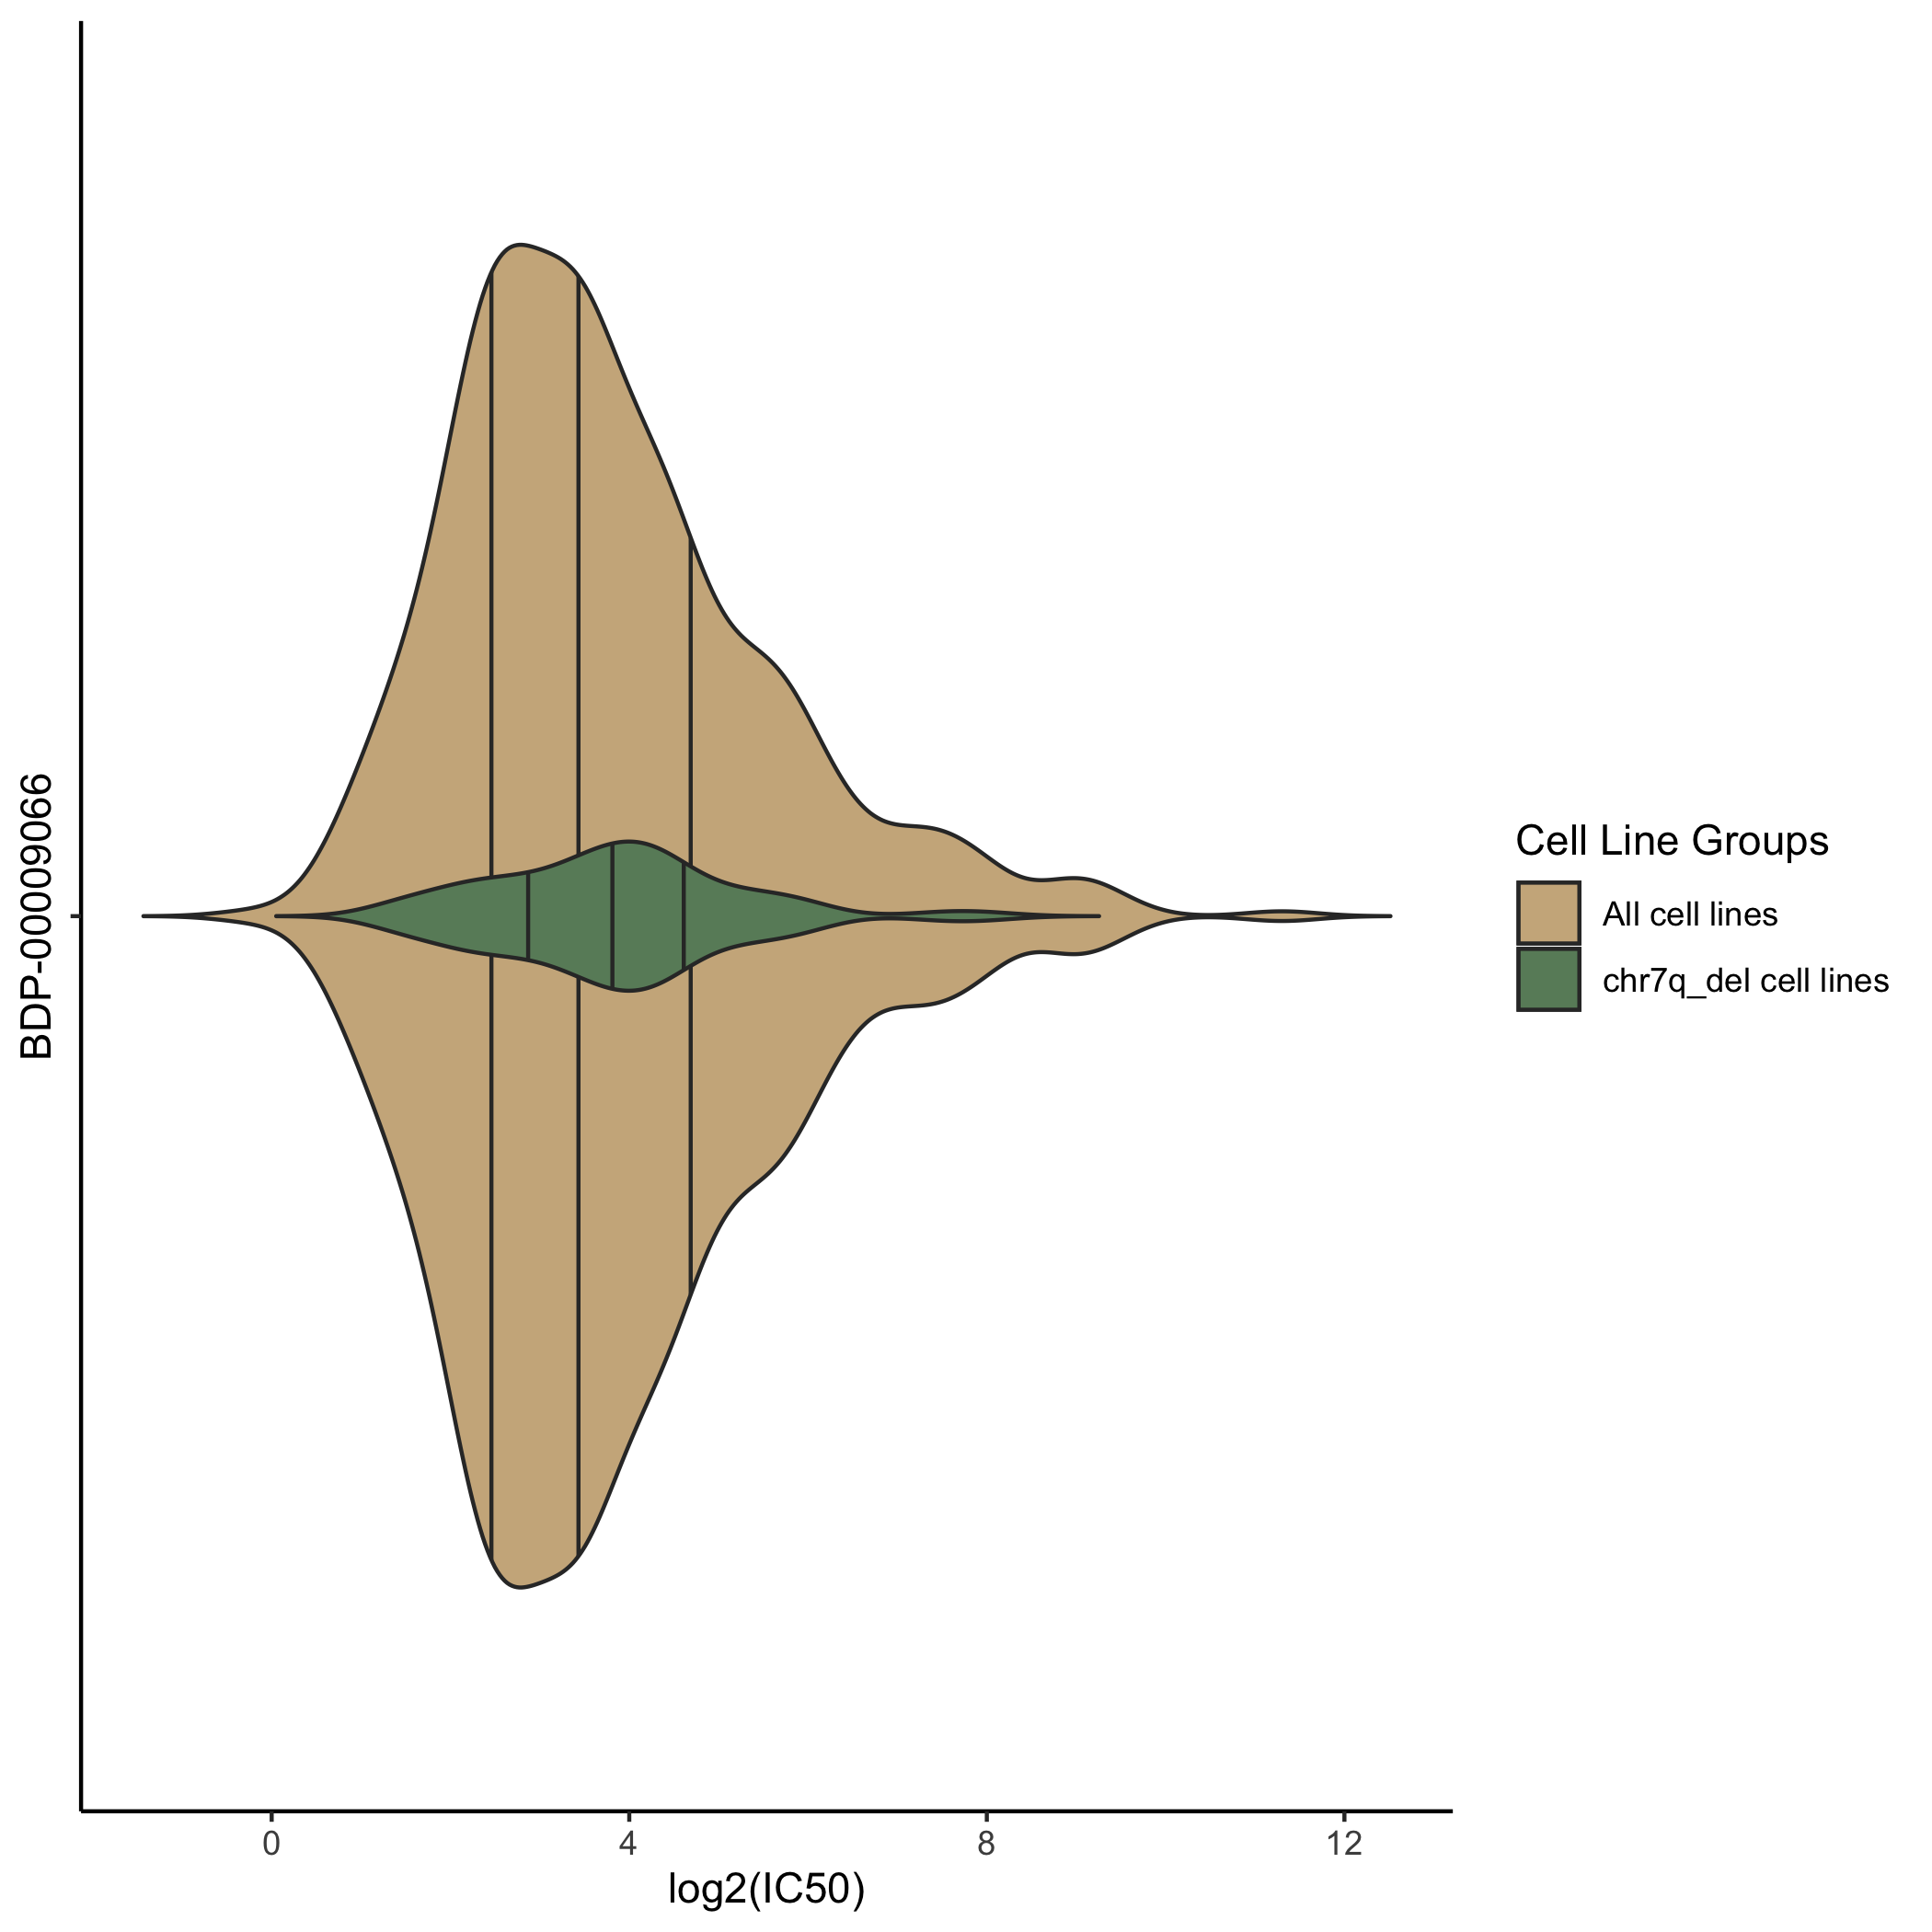 BDP-00009066
0
4
8
12
log2(IC50)
Cell Line Groups
All cell lines
chr7q_del cell lines